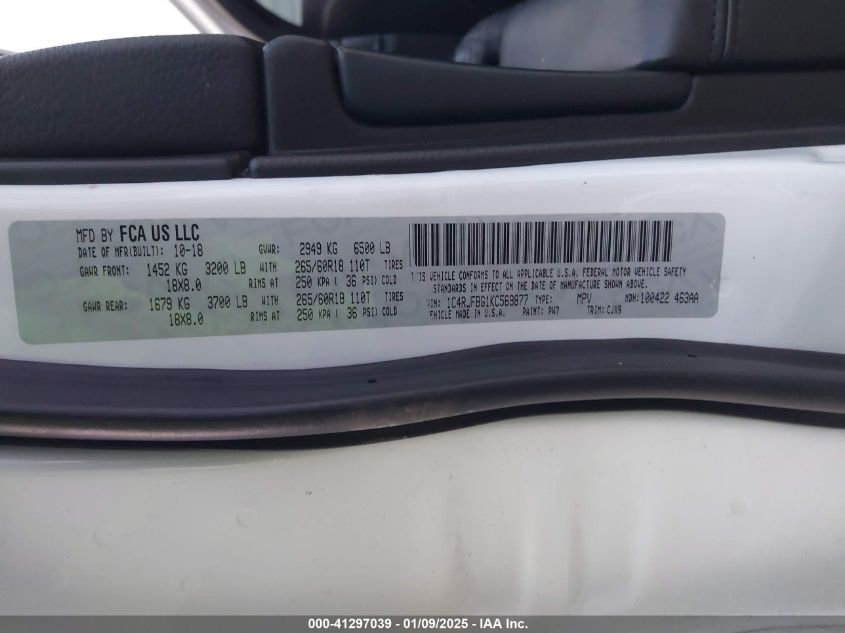 MFD BY FCA US LLC
DATE OF MFR(BUILT): 10-18 GVWR: 2949 KG 6500 LB
GAWR FRONT: 1452 KG 3200 LB WITH 265/60R18 110T TIRES
18X8.0 RIMS AT 250 KPA ( 36 PSI) COLD
GAWR REAR: 1679 KG 3700 LB WITH 265/60R18 110T TIRES
18X8.0 RIMS AT 250 KPA ( 36 PSI) COLD
THIS VEHICLE CONFORMS TO ALL APPLICABLE U.S.A. FEDERAL MOTOR VEHICLE SAFETY
STANDARDS IN EFFECT ON THE DATE OF MANUFACTURE SHOWN ABOVE.
VIN: 1C4RJFBG1KC569877 TYPE: MPV MDH: 100422 463AA
VEHICLE MADE IN U.S.A. PAINT: PW7 TRIM: CJX9
000-41297039 - 01/09/2025 - IAA Inc.